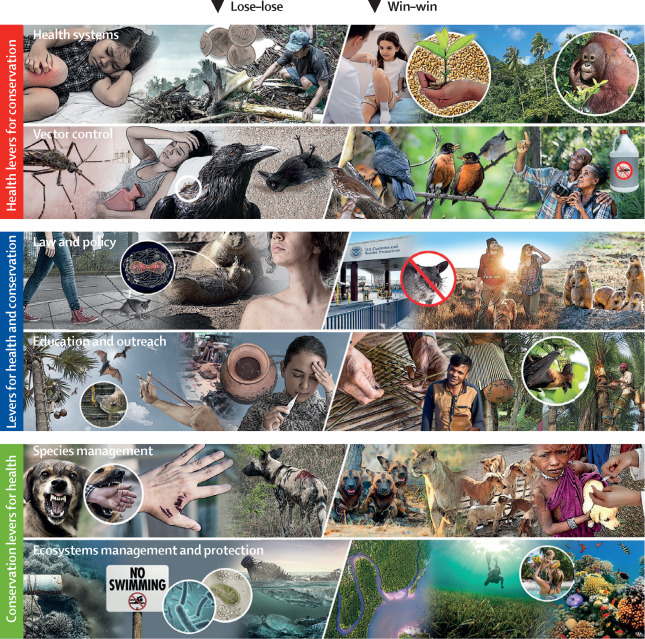 Lose–lose
Win–win
Health levers for conservation
Health systems
Vector control
Levers for health and conservation
Law and policy
U.S. Customs and
Border Protection
Education and outreach
Conservation levers for health
Species management
Ecosystems management and protection
NO
SWIMMING